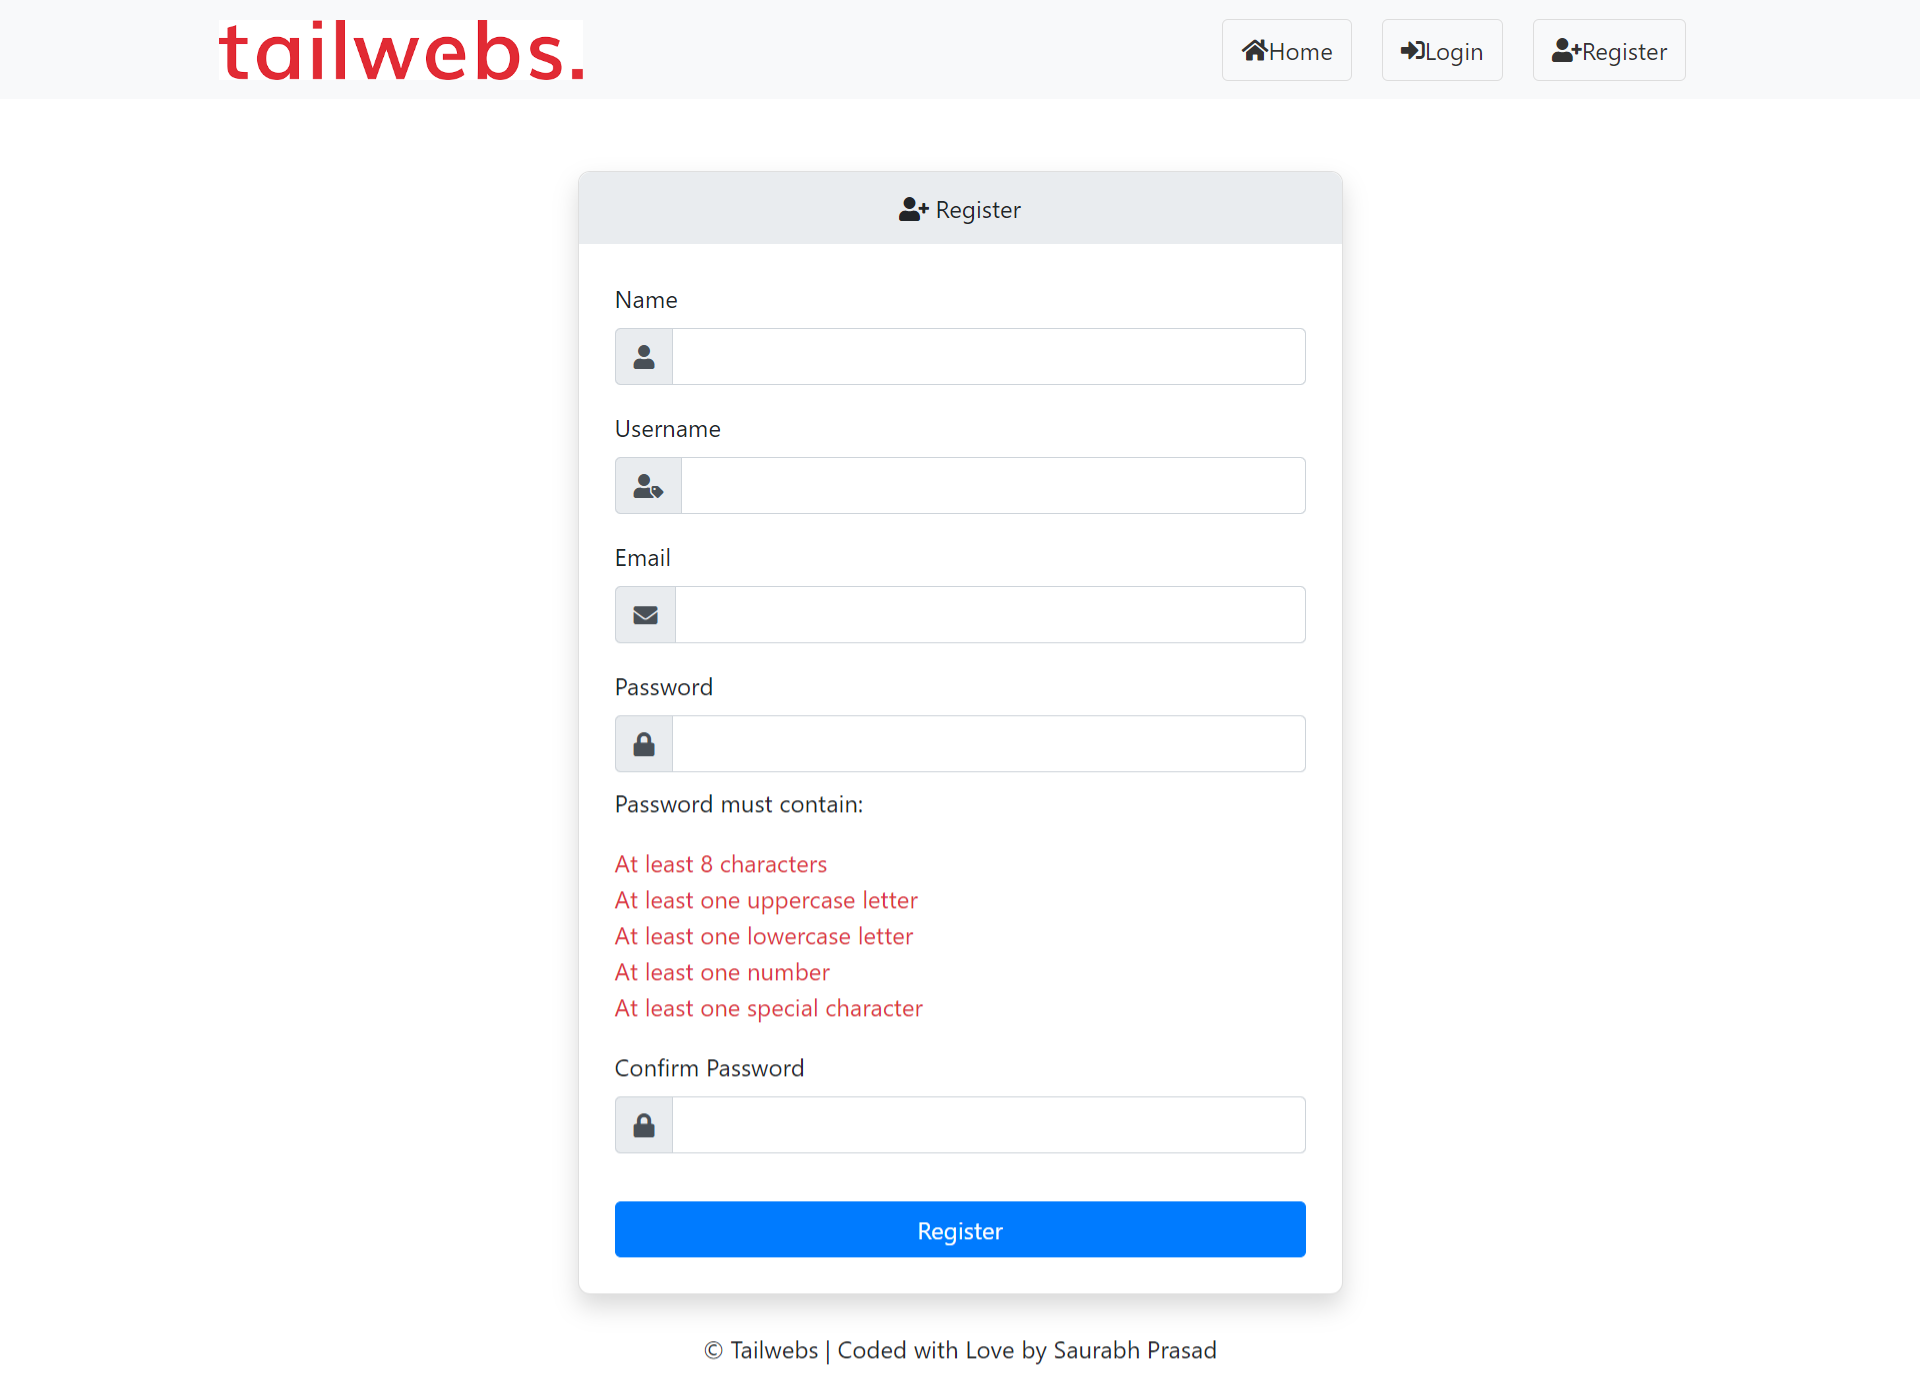 tailwebs.
Home Login Register
Register
Name
Username
Email
Password
Password must contain:
At least 8 characters
At least one uppercase letter
At least one lowercase letter
At least one number
At least one special character
Confirm Password
Register
© Tailwebs | Coded with Love by Saurabh Prasad